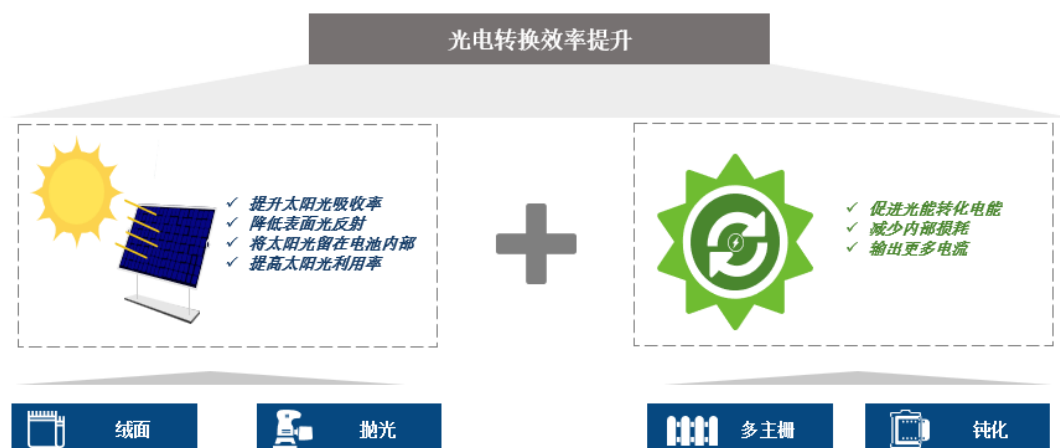 光电转换效率提升
✓ 提升太阳光吸收率
✓ 降低表面光反射
✓ 将太阳光留在电池内部
✓ 提高太阳光利用率
✓ 促进光能转化电能
✓ 减少内部损耗
✓ 输出更多电流
绒面
抛光
多主栅
钝化